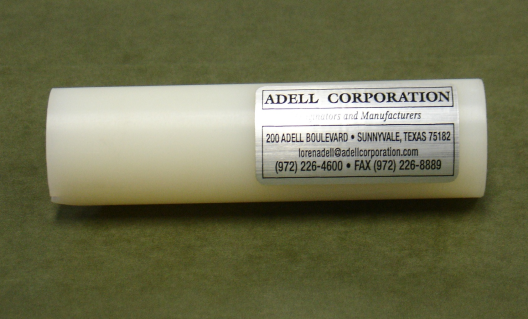 ADELL CORPORATION
and Manufacturers
200 ADELL BOULEVARD • SUNNYVALE, TEXAS 75182
lorenadell@adellcorporation.com
(972) 226-4600 • FAX (972) 226-8889